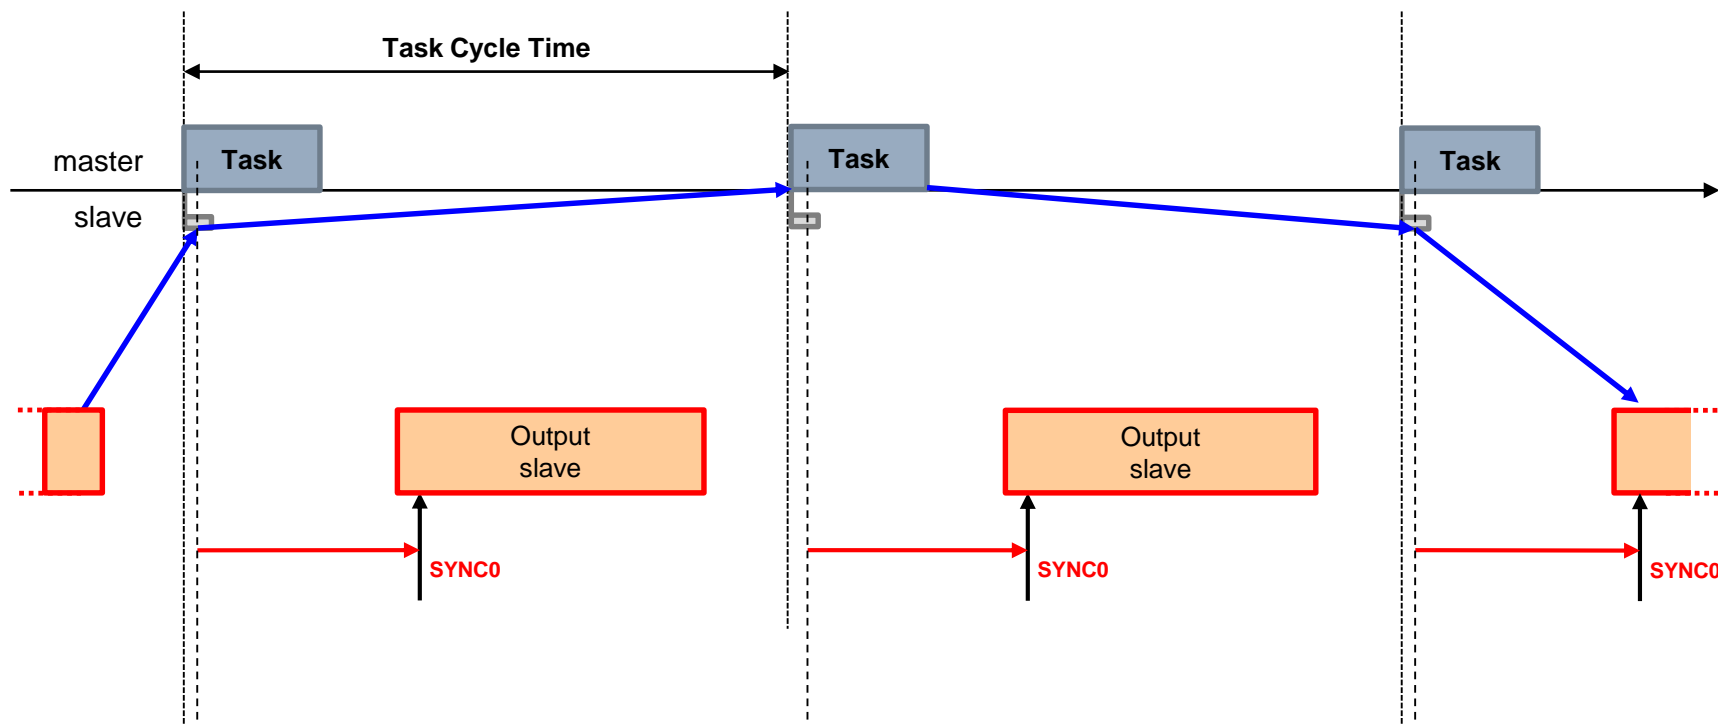 Task Cycle Time
master
Task
Task
Task
slave
Output
slave
Output
slave
SYNC0
SYNC0
SYNC0